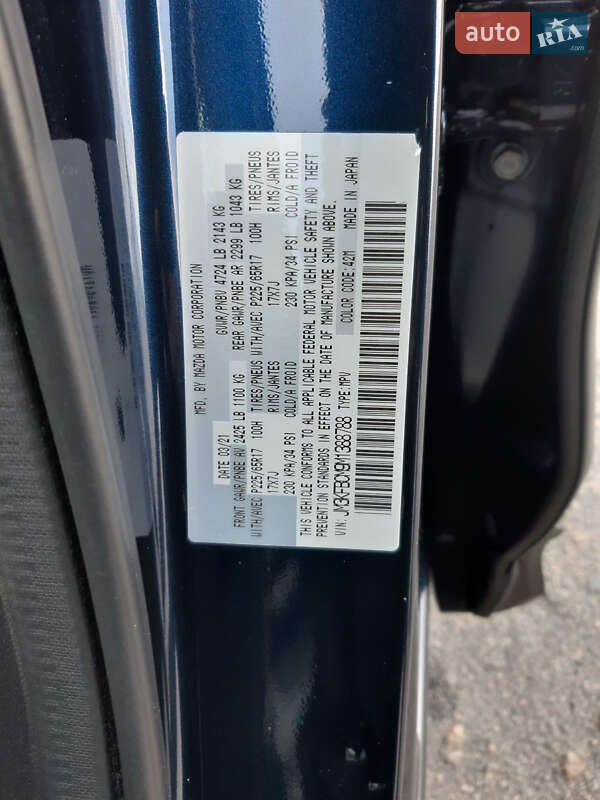 auto RIA.com
MFD. BY MAZDA MOTOR CORPORATION
DATE 03/21 GVWR/PNBV 4724 LB 2143 KG
FRONT GAWR/PNBE AV 2425 LB 1100 KG REAR GAWR/PNBE AR 2299 LB 1043 KG
WITH/AVEC P225/65R17 100H TIRES/PNEUS WITH/AVEC P225/65R17 100H TIRES/PNEUS
17X7J RIMS/JANTES 17X7J RIMS/JANTES
230 KPA/34 PSI COLD/A FROID 230 KPA/34 PSI COLD/A FROID
THIS VEHICLE CONFORMS TO ALL APPLICABLE FEDERAL MOTOR VEHICLE SAFETY AND THEFT
PREVENTION STANDARDS IN EFFECT ON THE DATE OF MANUFACTURE SHOWN ABOVE.
VIN: JM3KFBCM9M1388788 TYPE: MPV COLOR CODE: 42M MADE IN JAPAN